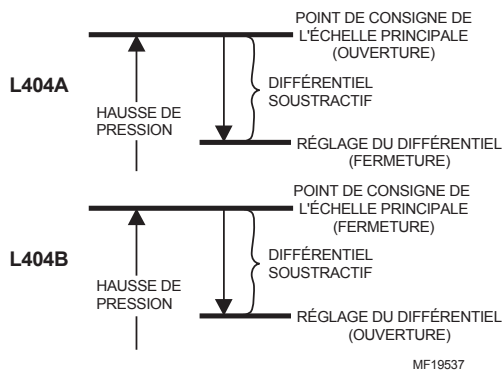 POINT DE CONSIGNE DE
L'ÉCHELLE PRINCIPALE
(OUVERTURE)
L404A
DIFFÉRENTIEL
SOUSTRACTIF
HAUSSE DE
PRESSION
RÉGLAGE DU DIFFÉRENTIEL
(FERMETURE)
POINT DE CONSIGNE DE
L'ÉCHELLE PRINCIPALE
(FERMETURE)
L404B
DIFFÉRENTIEL
SOUSTRACTIF
HAUSSE DE
PRESSION
RÉGLAGE DU DIFFÉRENTIEL
(OUVERTURE)
MF19537